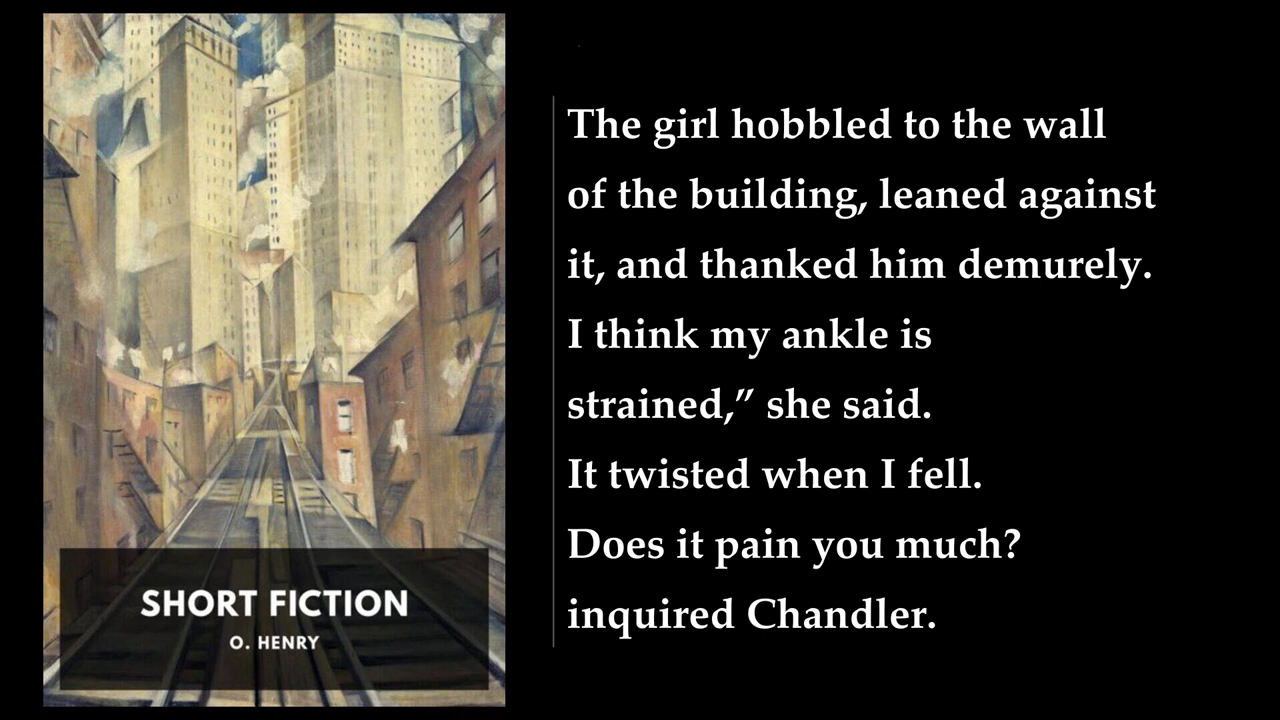 SHORT FICTION
O. HENRY
The girl hobbled to the wall
of the building, leaned against
it, and thanked him demurely.
I think my ankle is
strained,” she said.
It twisted when I fell.
Does it pain you much?
inquired Chandler.